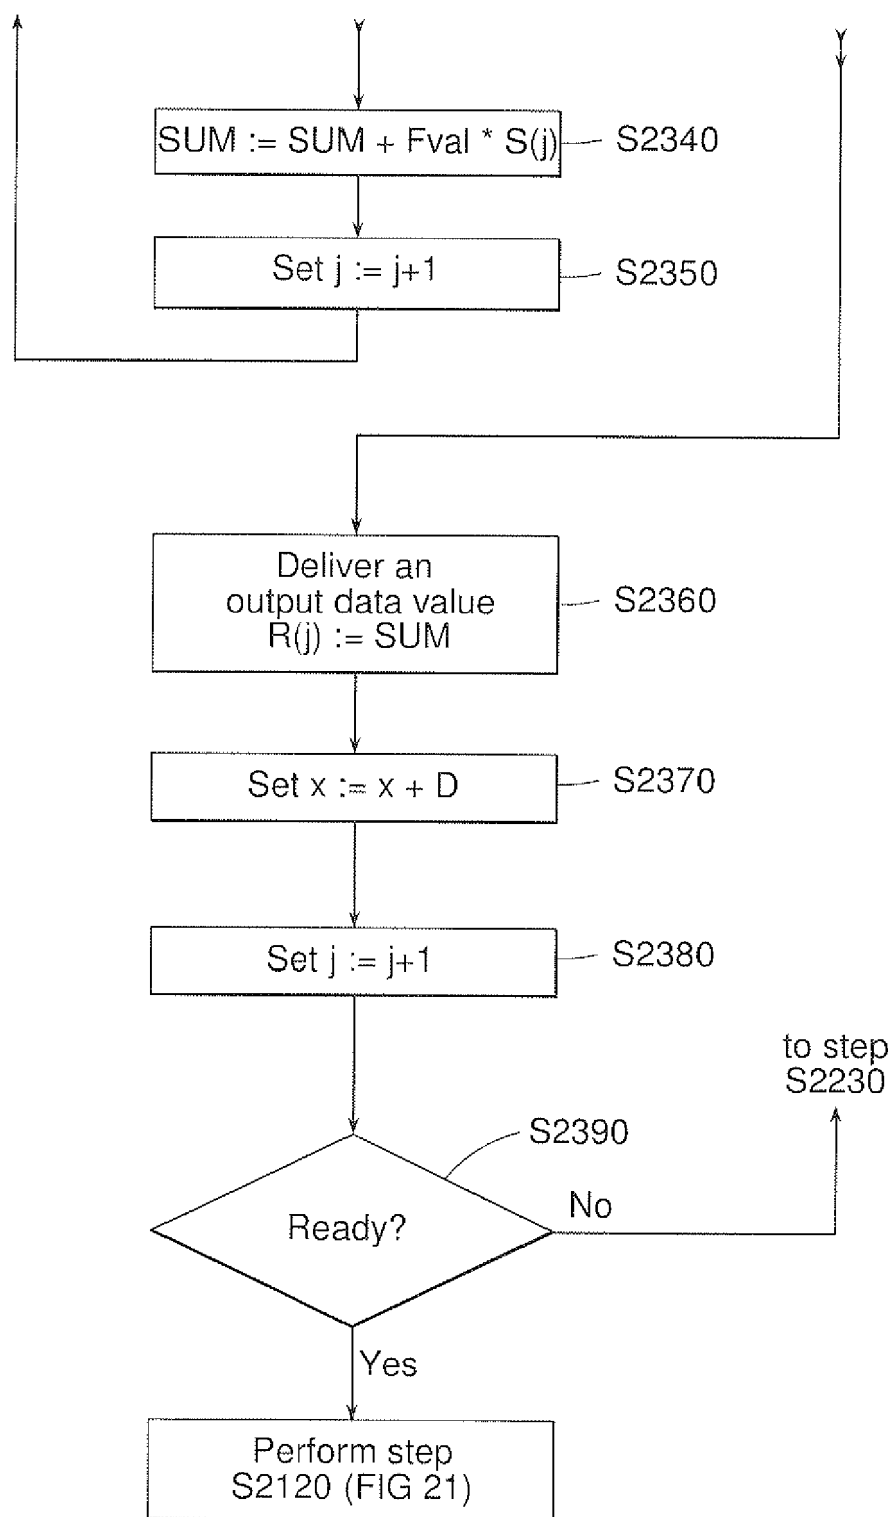 SUM := SUM + Fval * S(j)
S2340
Set j := j+1
S2350
Deliver an
output data value
R(j) := SUM
S2360
Set x := x + D
S2370
Set j := j+1
S2380
to step
S2230
S2390
Ready?
No
Yes
Perform step
S2120 (FIG 21)